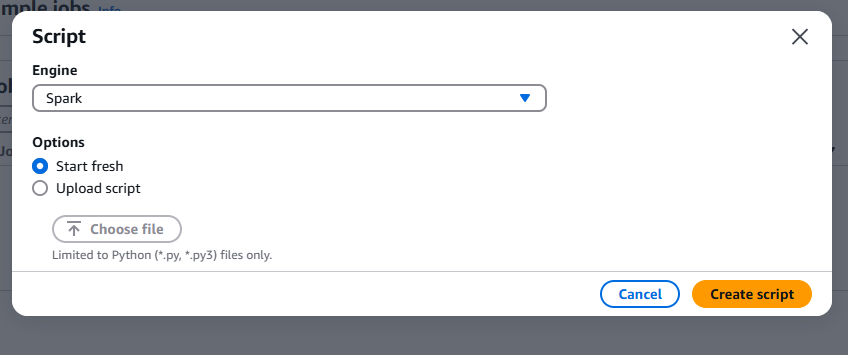 mple jobs Info
Script
Engine
Spark
Options
Start fresh
Upload script
Choose file
Limited to Python (*.py, *.py3) files only.
Cancel
Create script